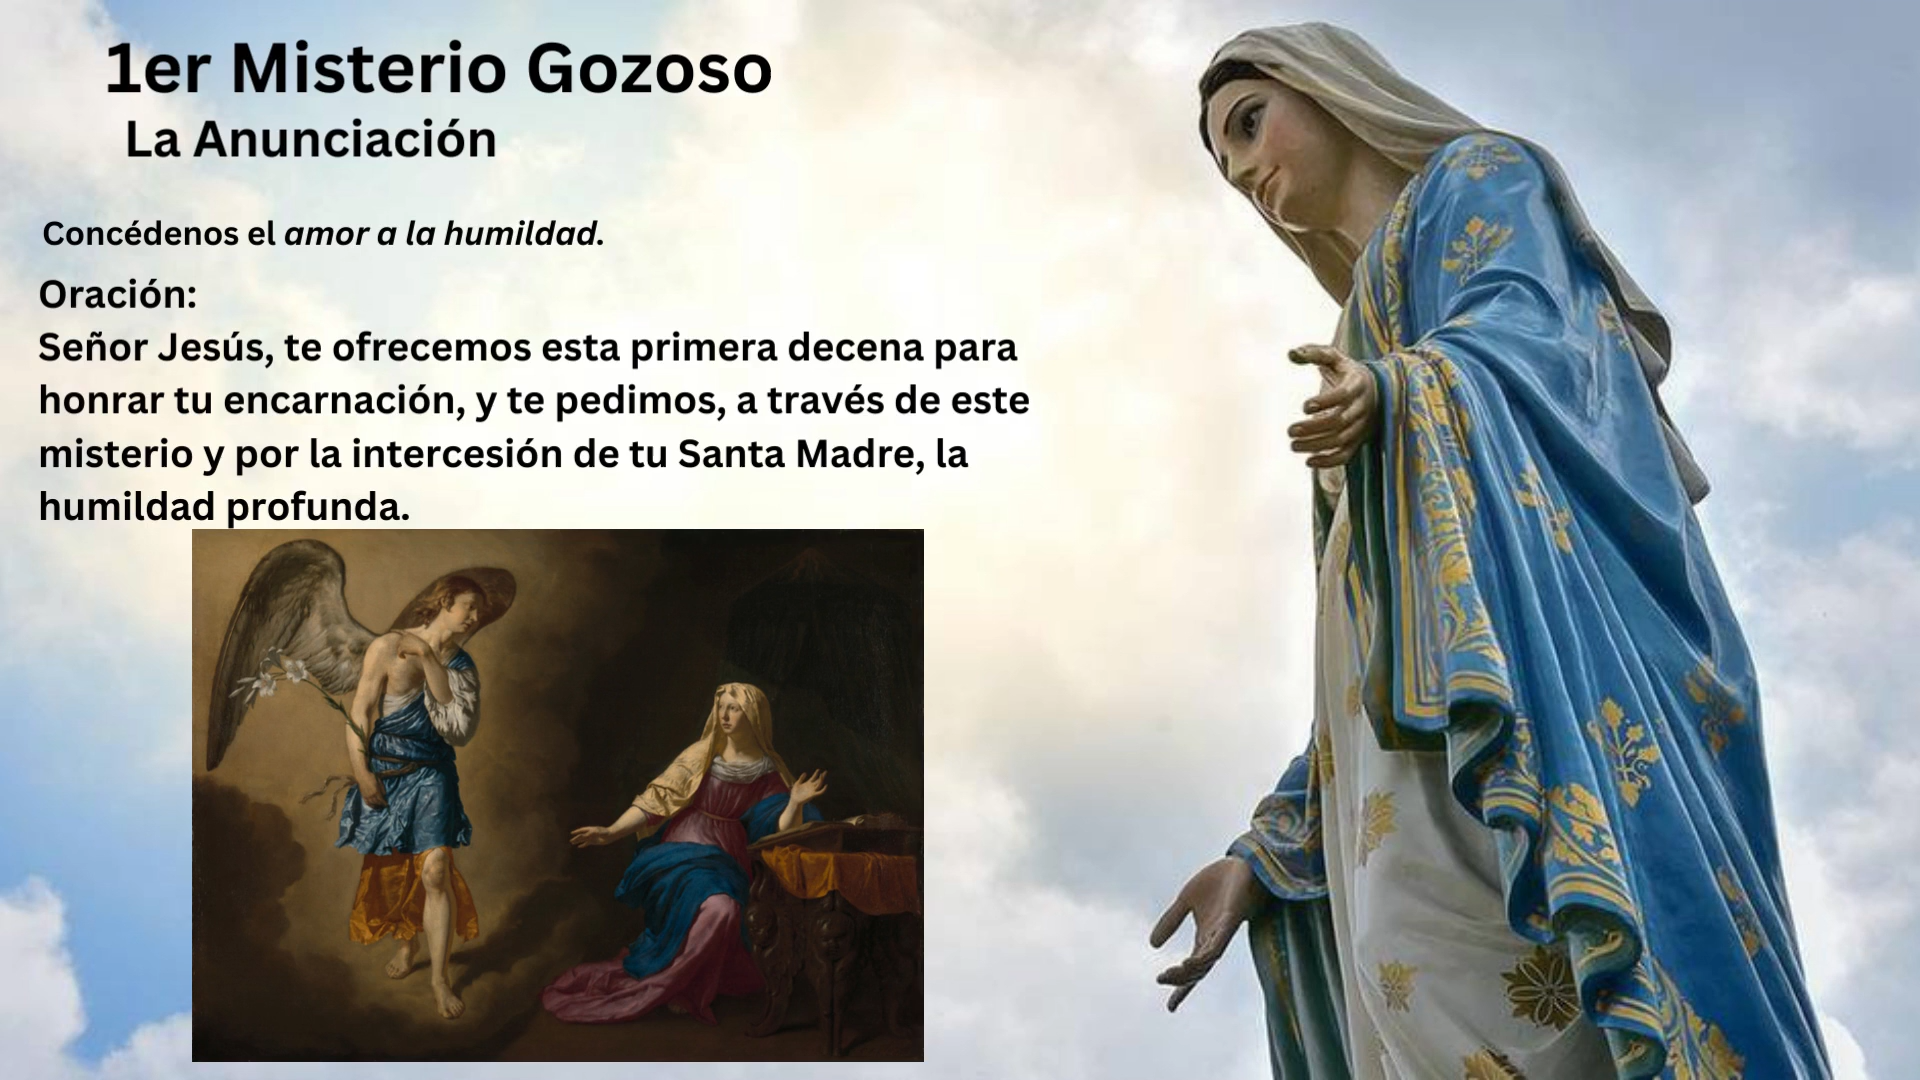 1er Misterio Gozoso
La Anunciación
Concédenos el amor a la humildad.
Oración:
Señor Jesús, te ofrecemos esta primera decena para
honrar tu encarnación, y te pedimos, a través de este
misterio y por la intercesión de tu Santa Madre, la
humildad profunda.